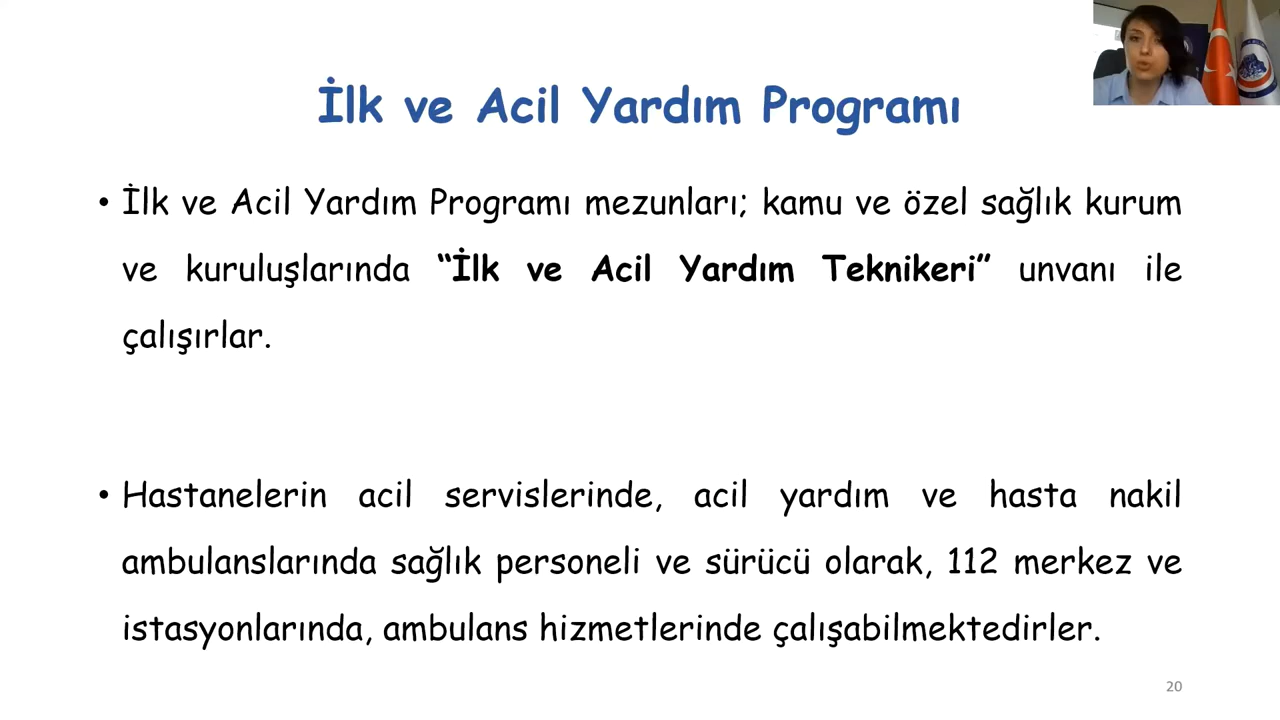 İlk ve Acil Yardım Programı
• İlk ve Acil Yardım Programı mezunları; kamu ve özel sağlık kurum
ve kuruluşlarında “İlk ve Acil Yardım Teknikeri” unvanı ile
çalışırlar.
• Hastanelerin acil servislerinde, acil yardım ve hasta nakil
ambulanslarında sağlık personeli ve sürücü olarak, 112 merkez ve
istasyonlarında, ambulans hizmetlerinde çalışabilmektedirler.
20